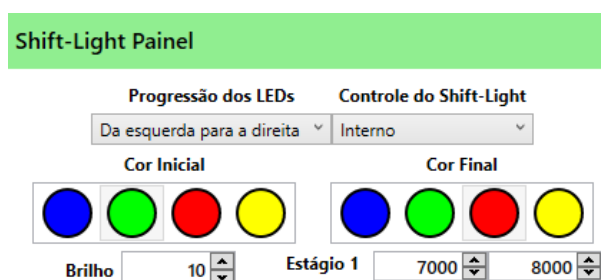 Shift-Light Painel
Progressão dos LEDs Controle do Shift-Light
Da esquerda para a direita Interno
Cor Inicial Cor Final
Brilho 10 Estágio 1 7000 8000